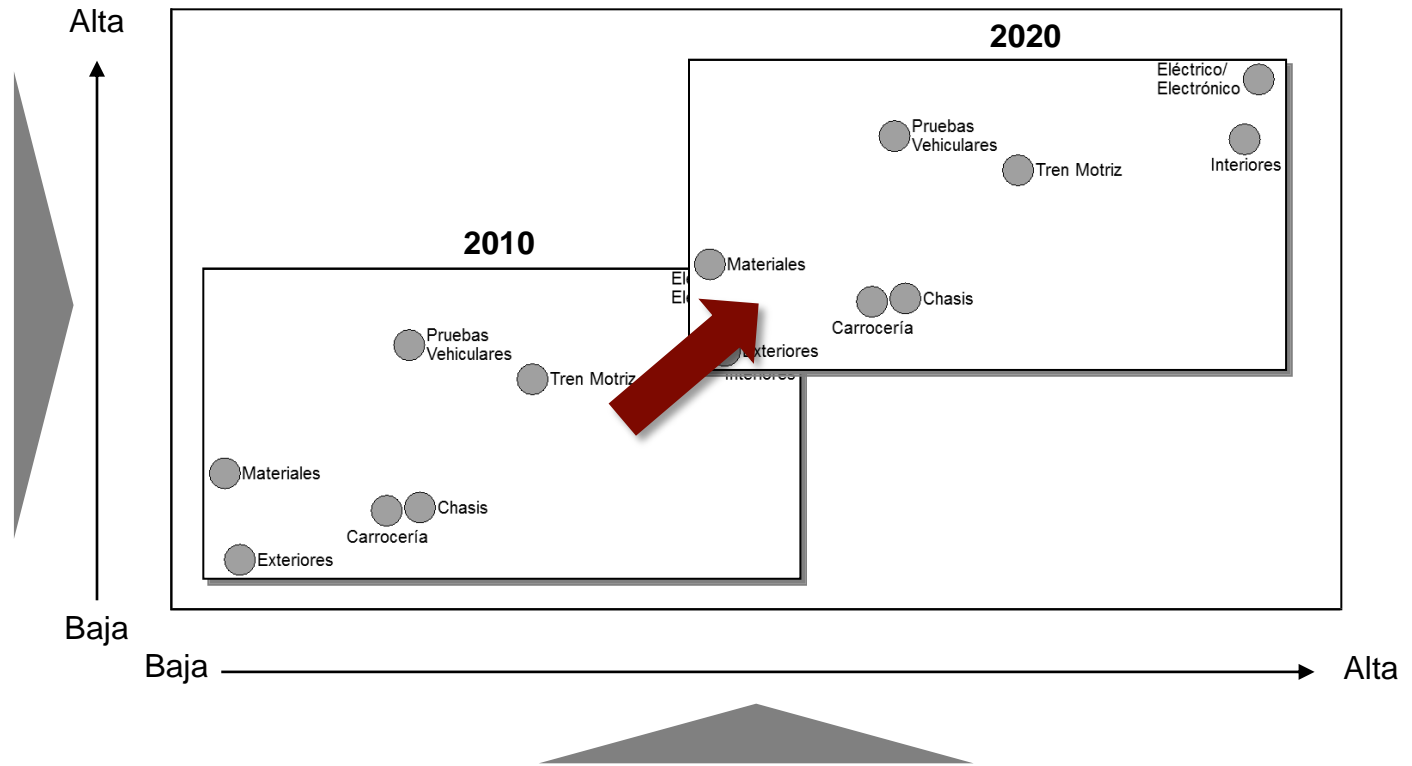 Alta
2020
Eléctrico/
Electrónico
Pruebas
Vehiculares
Interiores
Tren Motriz
2010
Materiales
Chasis
Carrocería
Exteriores
Pruebas
Vehiculares
Interiores
Tren Motriz
Materiales
Chasis
Carrocería
Exteriores
Baja
Baja
Alta